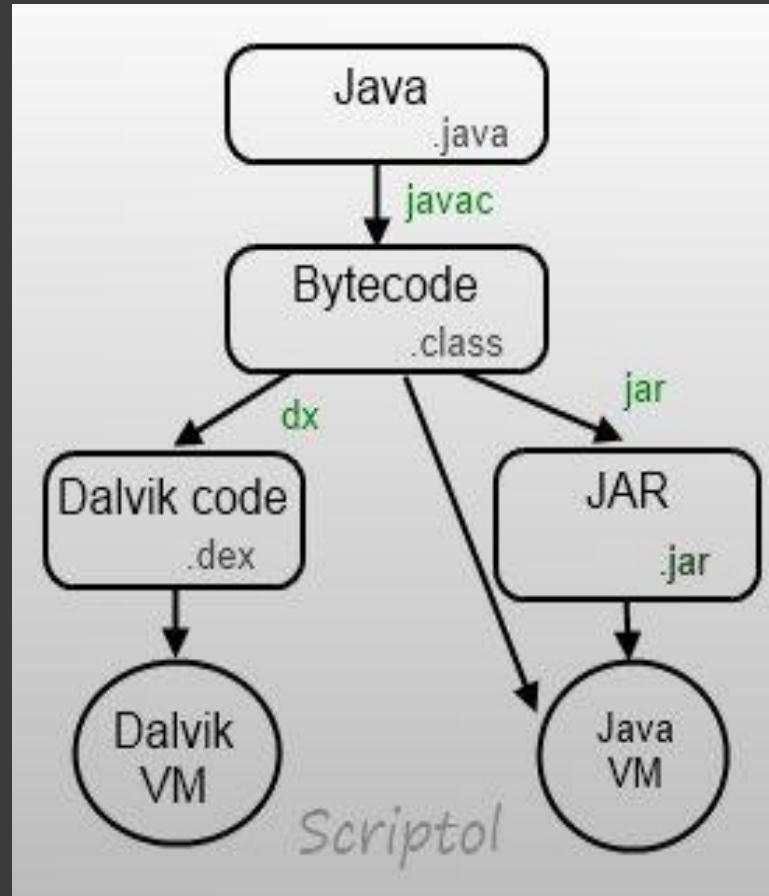 Java
.java
javac
Bytecode
.class
dx
jar
Dalvik code
.dex
JAR
.jar
Dalvik
VM
Java
VM
Scriptol